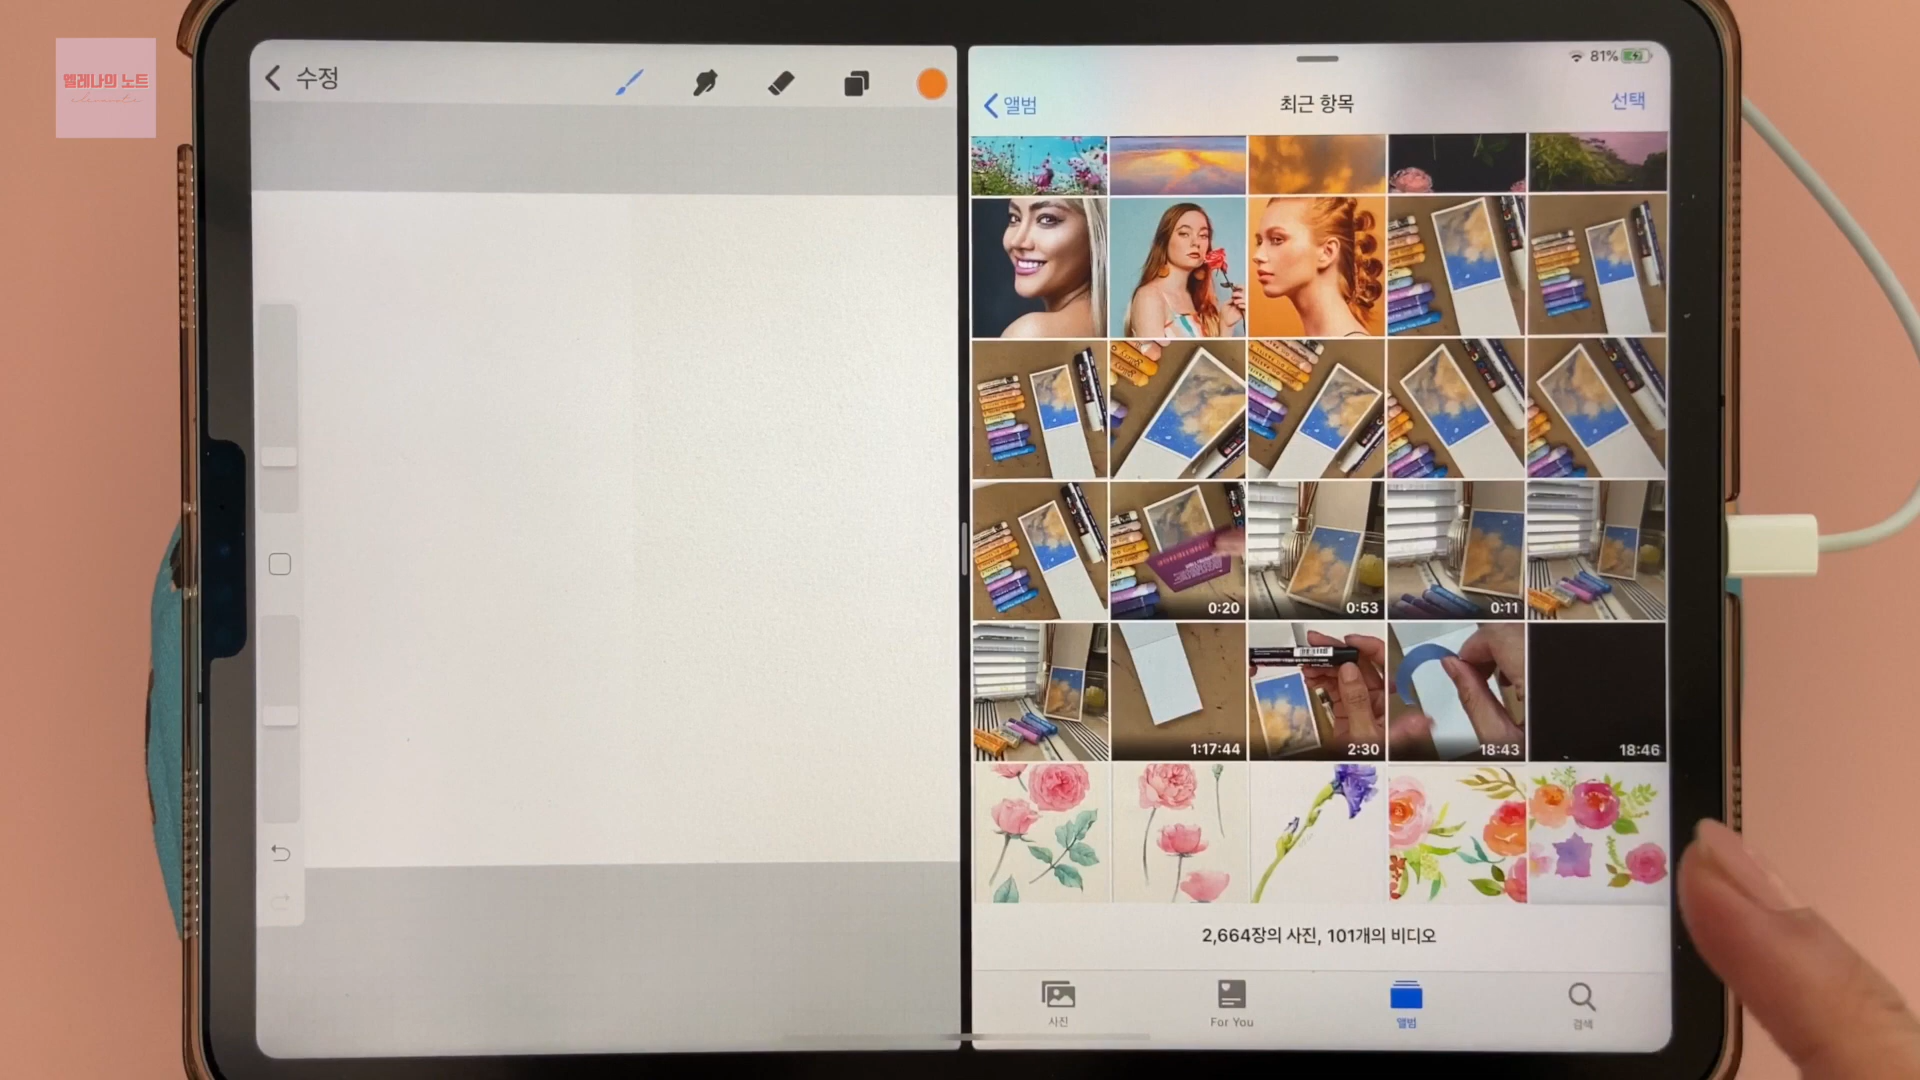 엘레나의 노트
수정
81%
앨범
최근 항목
선택
0:20
0:53
0:11
1:17:44
2:30
18:43
18:46
2,664장의 사진, 101개의 비디오
사진
For You
앨범
검색